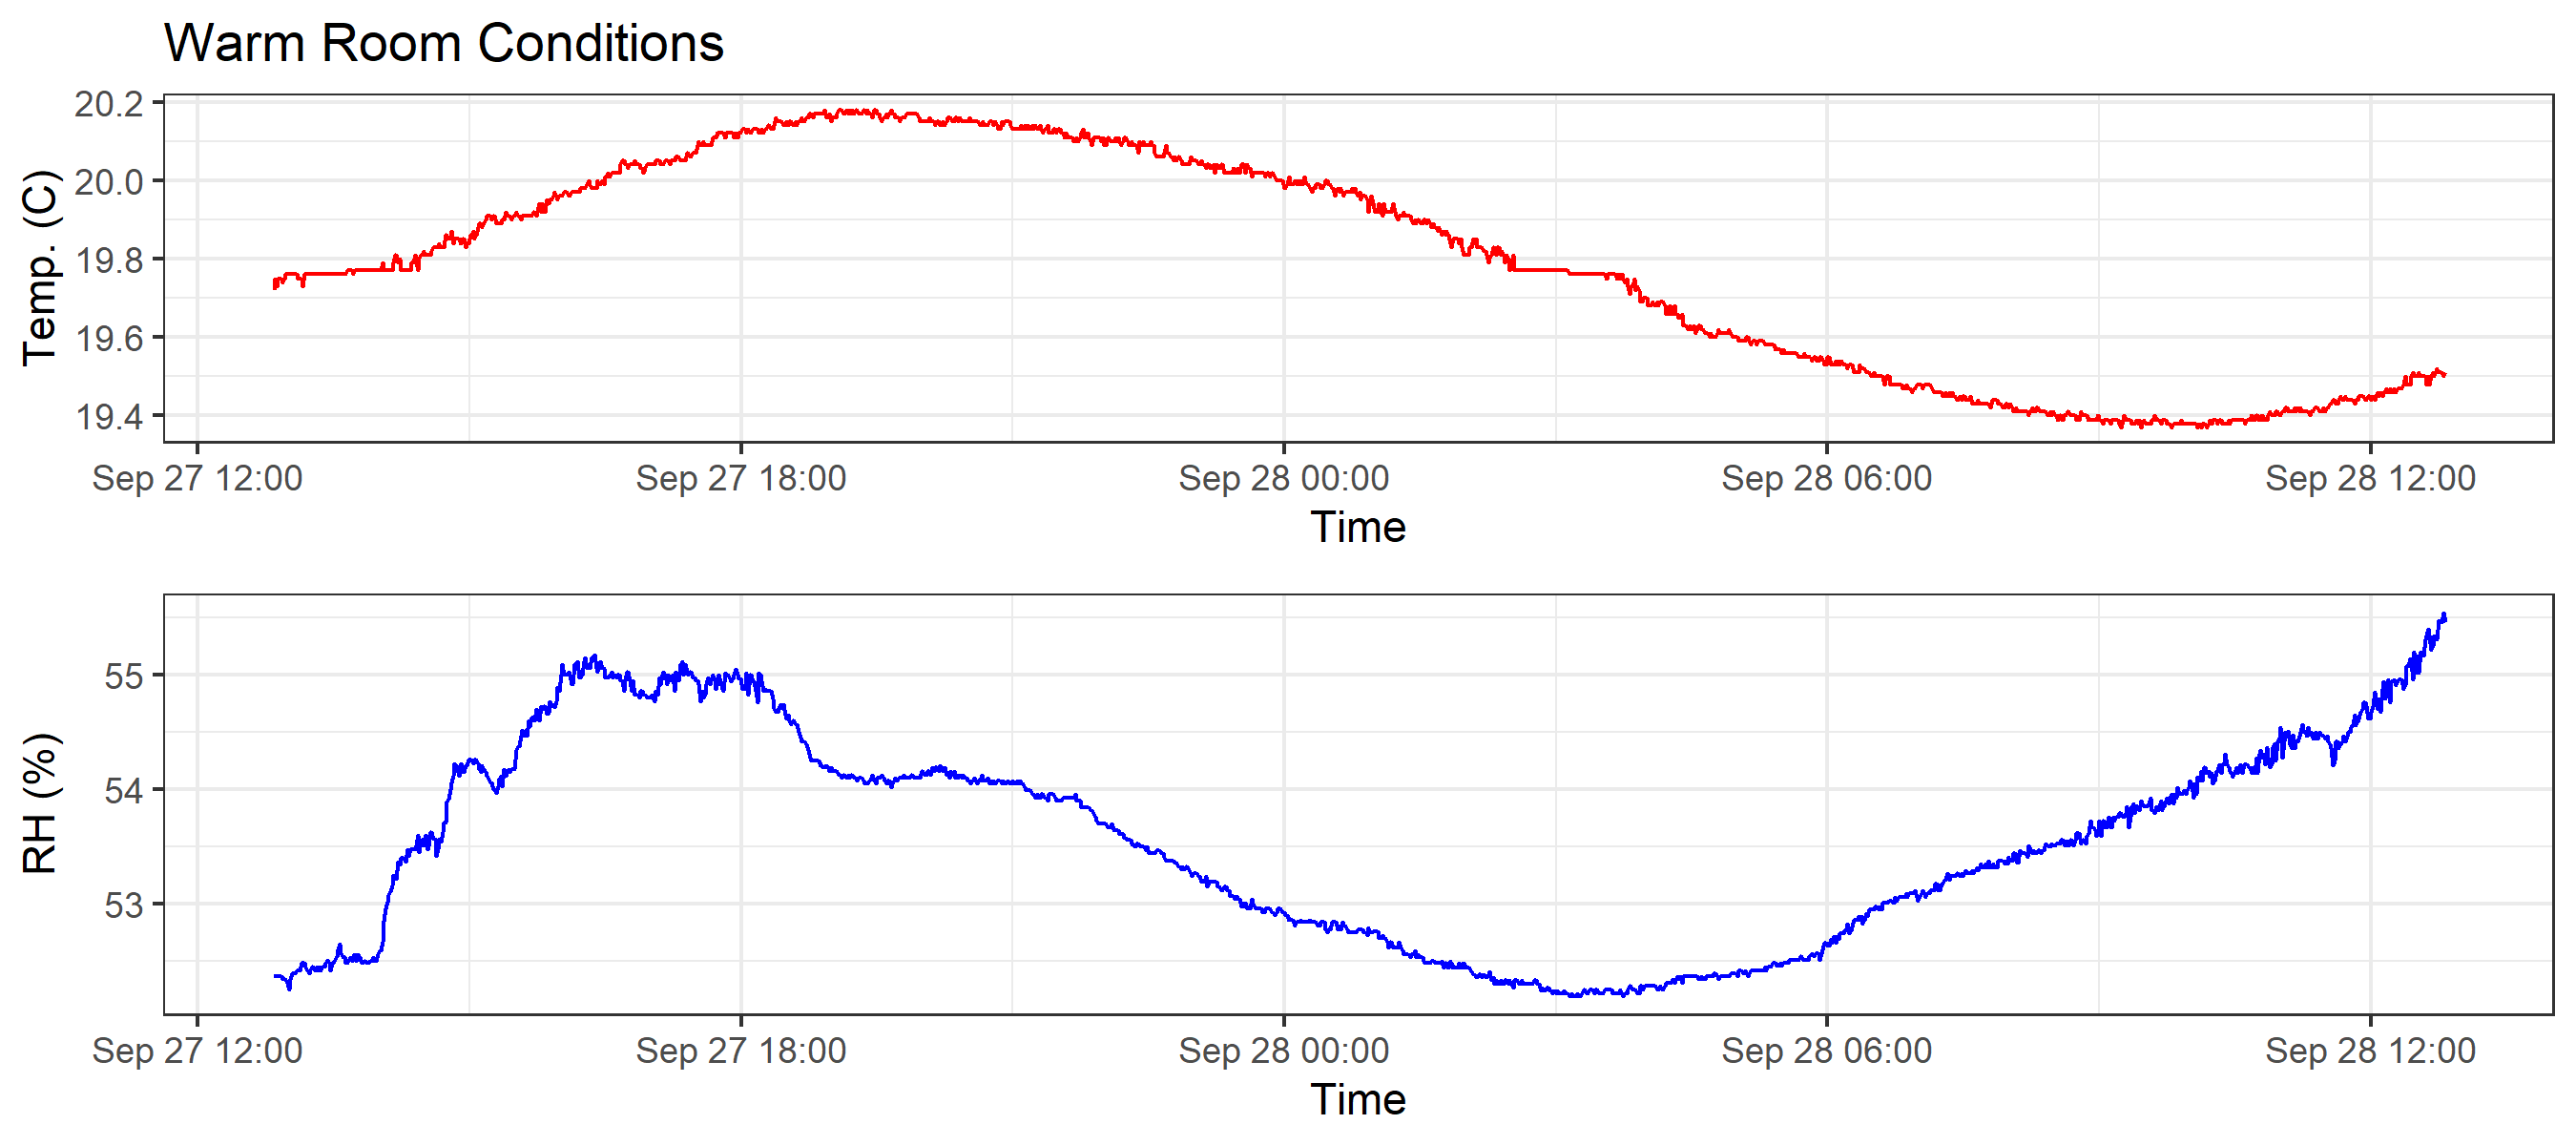 Warm Room Conditions
Temp. (C)
20.2
20.0
19.8
19.6
19.4
Sep 27 12:00 Sep 27 18:00 Sep 28 00:00 Sep 28 06:00 Sep 28 12:00
Time
RH (%)
55
54
53
Sep 27 12:00 Sep 27 18:00 Sep 28 00:00 Sep 28 06:00 Sep 28 12:00
Time